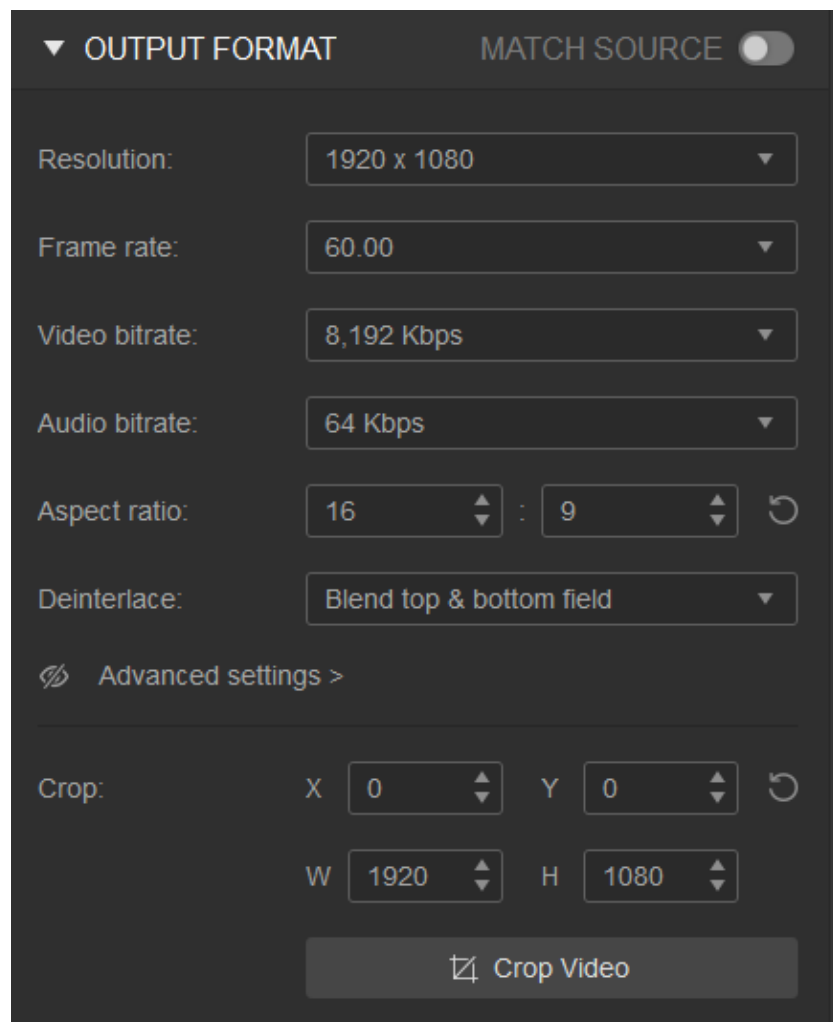 OUTPUT FORMAT MATCH SOURCE
Resolution: 1920 x 1080
Frame rate: 60.00
Video bitrate: 8,192 Kbps
Audio bitrate: 64 Kbps
Aspect ratio: 16 : 9
Deinterlace: Blend top & bottom field
Advanced settings >
Crop: X 0 Y 0
W 1920 H 1080
Crop Video